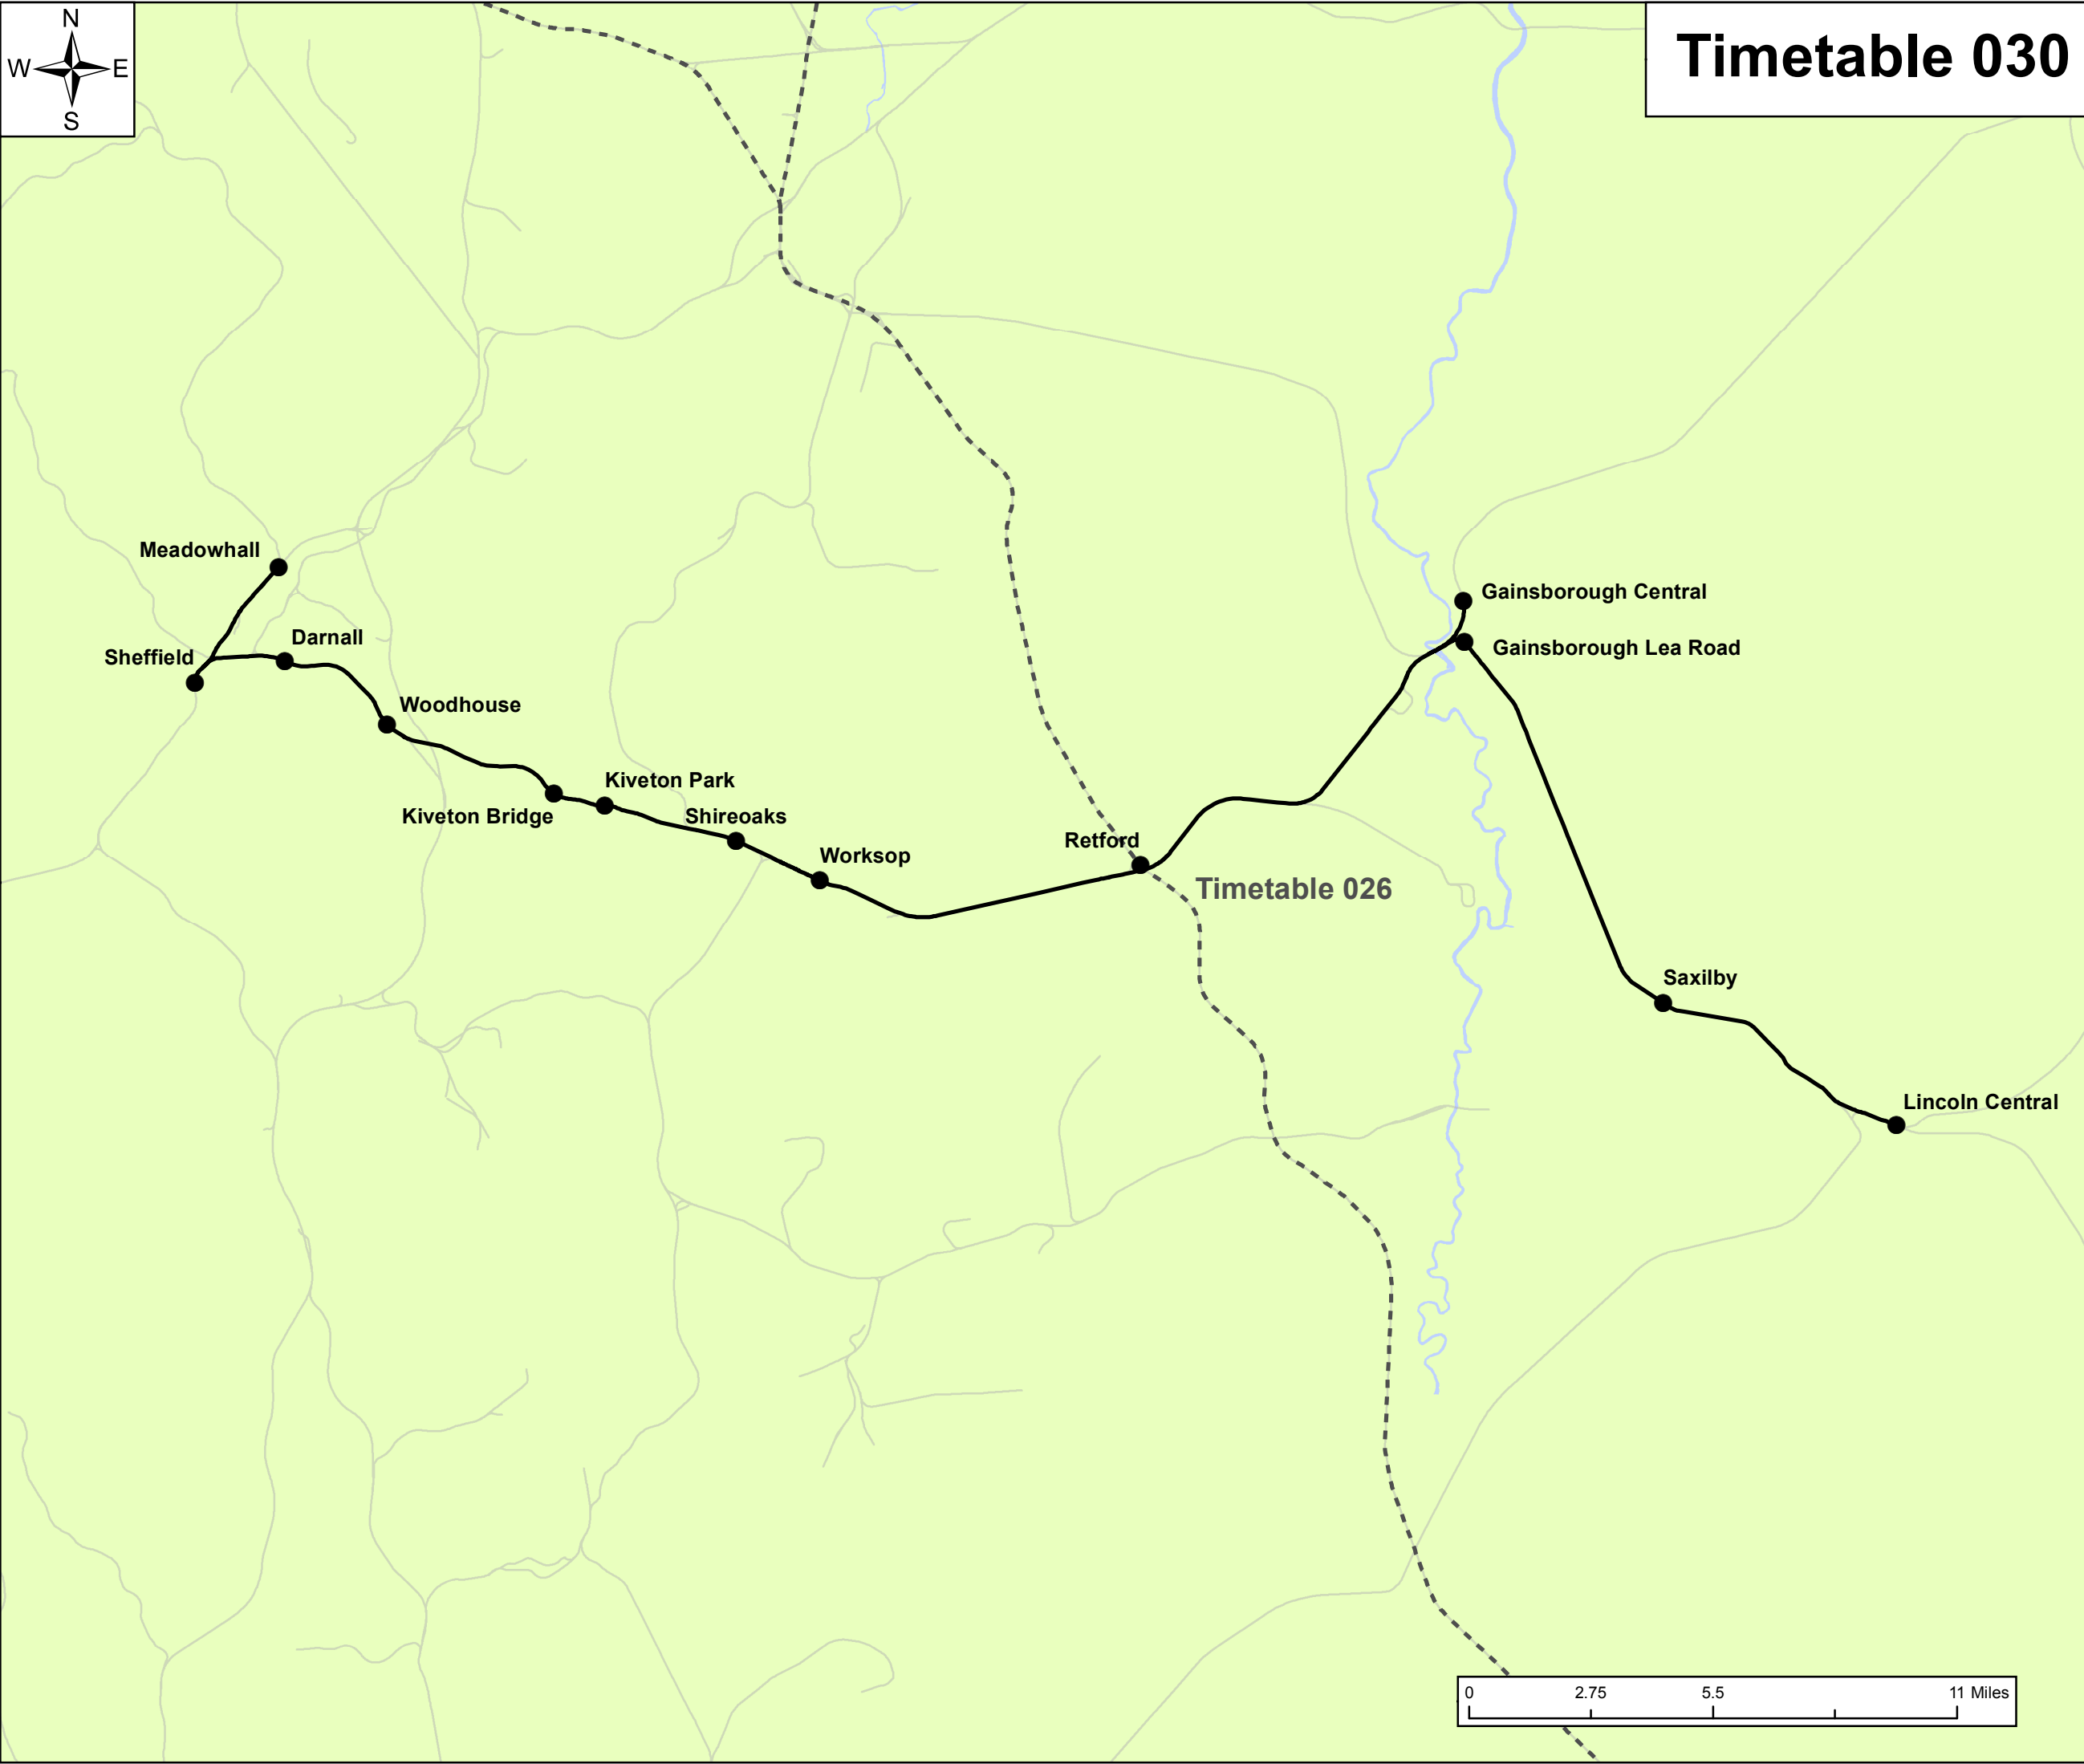 N
W E
S
Timetable 030
Meadowhall
Gainsborough Central
Darnall
Gainsborough Lea Road
Sheffield
Woodhouse
Kiveton Park
Kiveton Bridge
Shireoaks
Retford
Worksop
Timetable 026
Saxilby
Lincoln Central
0 2.75 5.5 11 Miles